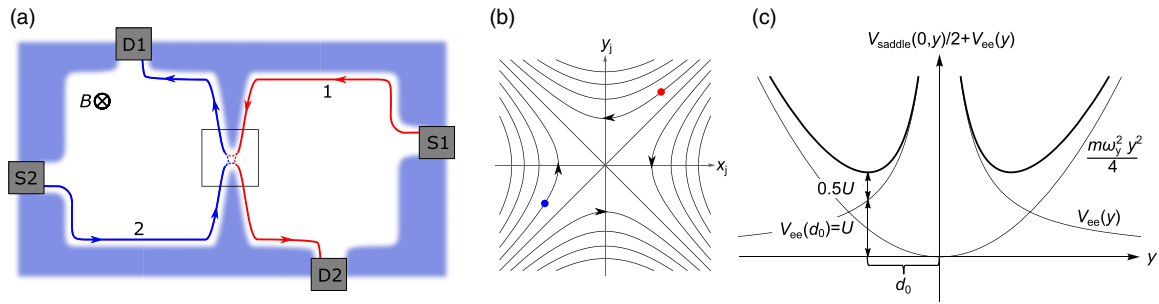 (a)
D1
B
1
S1
S2
2
D2
(b)
y_j
x_j
(c)
V_saddle(0,y)/2+V_ee(y)
mω_y^2 y^2
4
0.5U
V_ee(d_0)=U
V_ee(y)
d_0
y